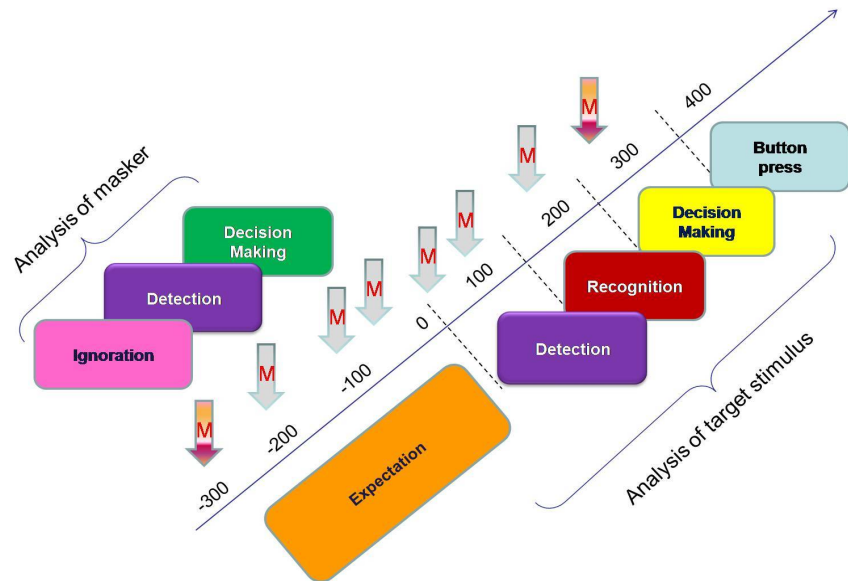 Analysis of masker
Ignoration
Detection
Decision
Making
M
M
M
M
M
M
M
M
-300
-200
-100
0
100
200
300
400
Expectation
Detection
Recognition
Decision
Making
Button
press
Analysis of target stimulus